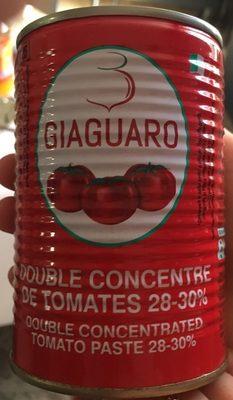 GIAGUARO
DOUBLE CONCENTRE
DE TOMATES 28-30%
DOUBLE CONCENTRATED
TOMATO PASTE 28-30%